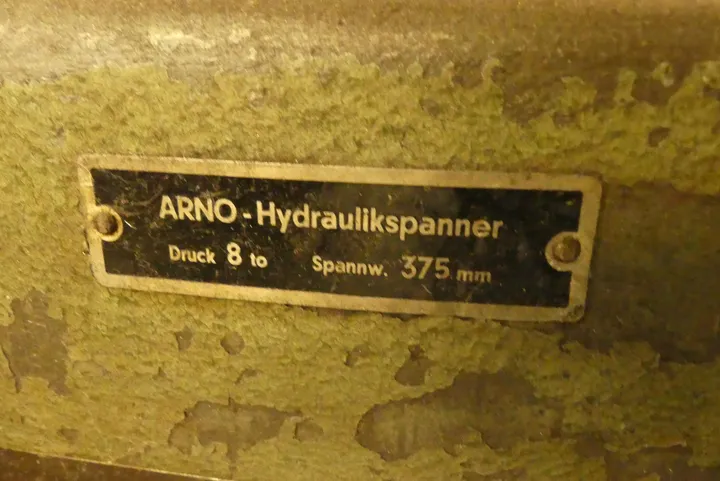 ARNO - Hydraulikspanner
Druck 8 to Spannw. 375 mm